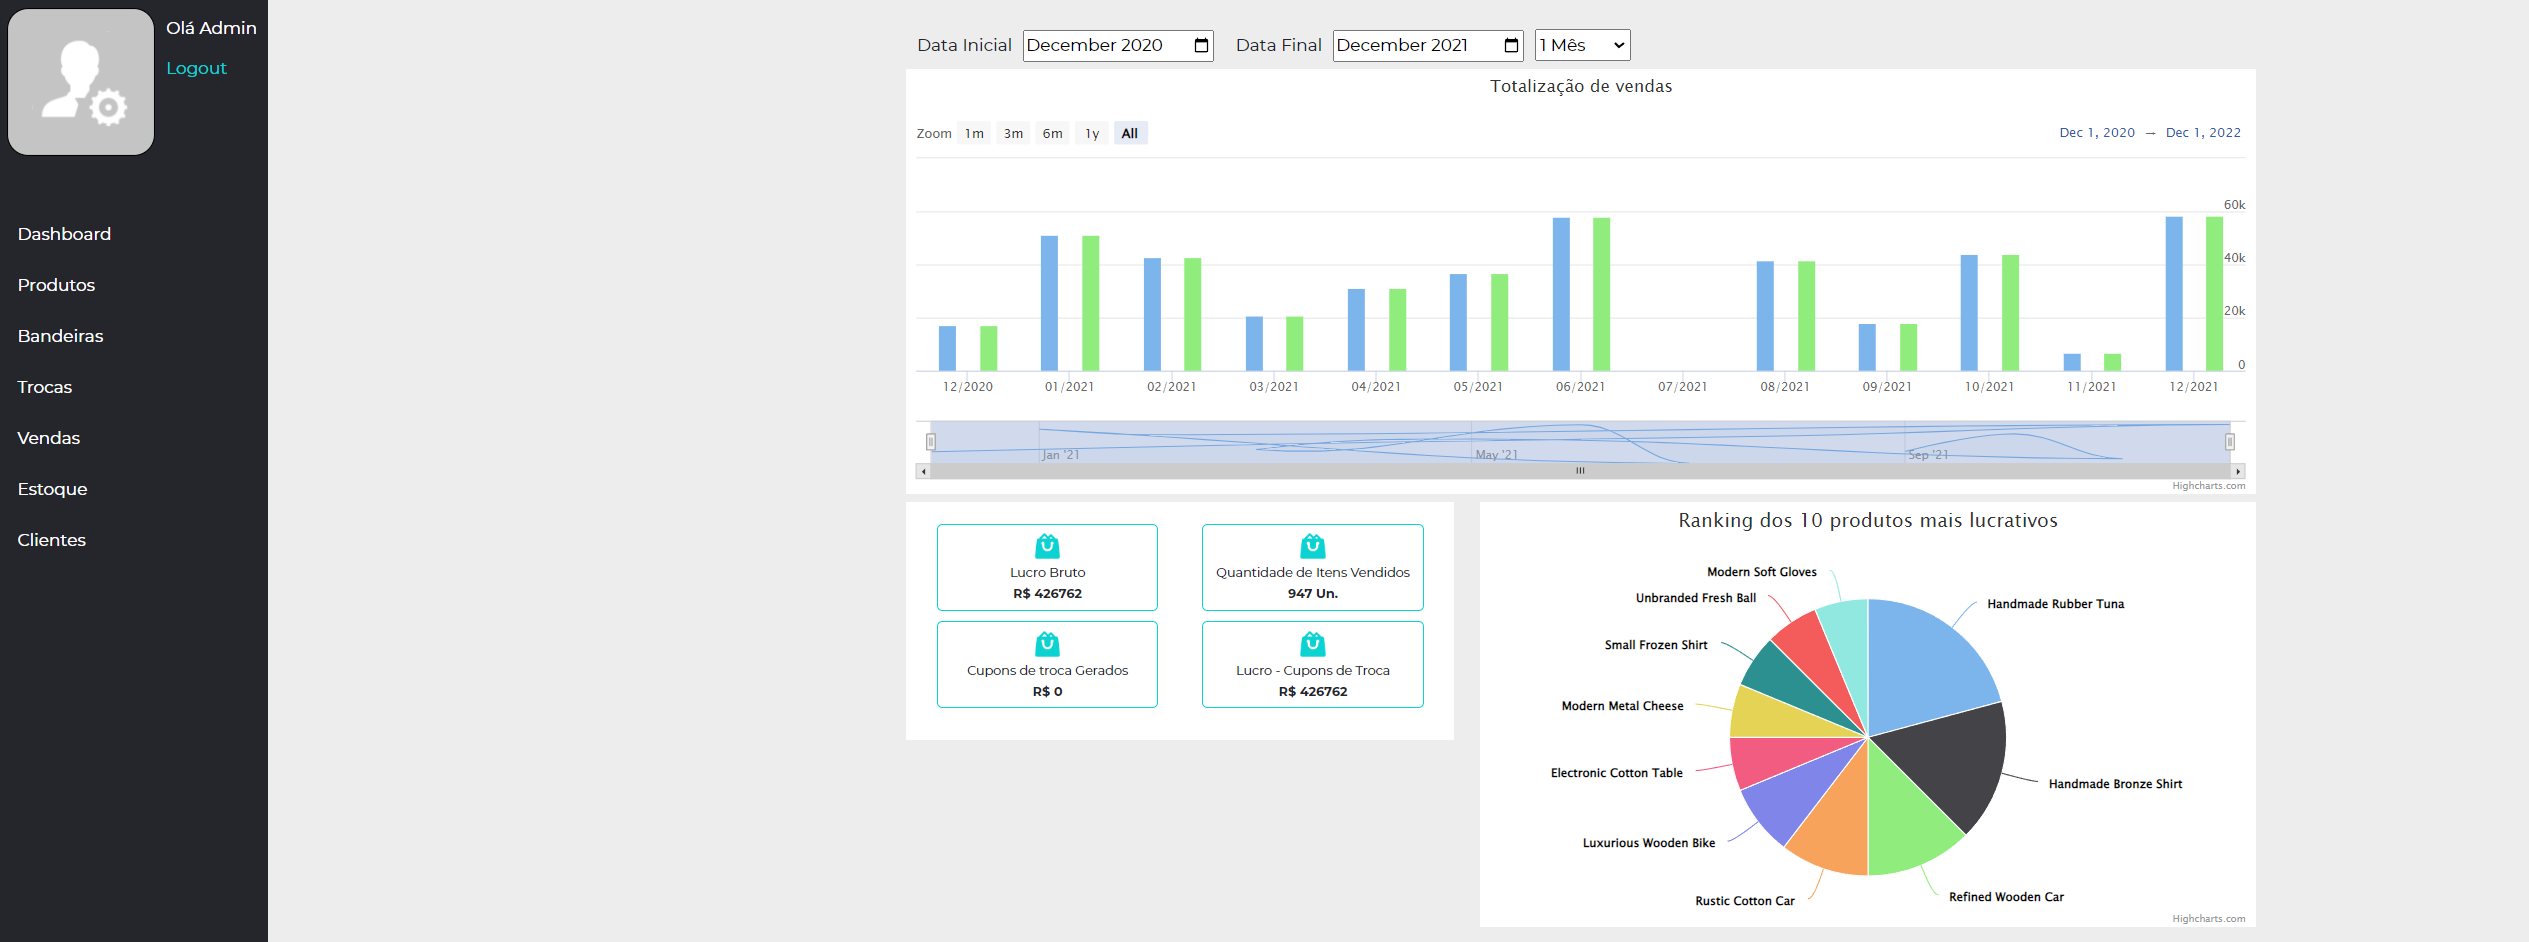 Olá Admin
Logout
Dashboard
Produtos
Bandeiras
Trocas
Vendas
Estoque
Clientes
Data Inicial December 2020 Data Final December 2021 1 Mês
Totalização de vendas
Zoom 1m 3m 6m 1y All Dec 1, 2020 → Dec 1, 2022
60k
40k
20k
0
12/2020 01/2021 02/2021 03/2021 04/2021 05/2021 06/2021 07/2021 08/2021 09/2021 10/2021 11/2021 12/2021
Jan '21 May '21 Sep '21
Highcharts.com
Lucro Bruto
R$ 426762
Quantidade de Itens Vendidos
947 Un.
Cupons de troca Gerados
R$ 0
Lucro - Cupons de Troca
R$ 426762
Ranking dos 10 produtos mais lucrativos
Modern Soft Gloves
Unbranded Fresh Ball
Handmade Rubber Tuna
Small Frozen Shirt
Modern Metal Cheese
Electronic Cotton Table
Handmade Bronze Shirt
Luxurious Wooden Bike
Refined Wooden Car
Rustic Cotton Car
Highcharts.com